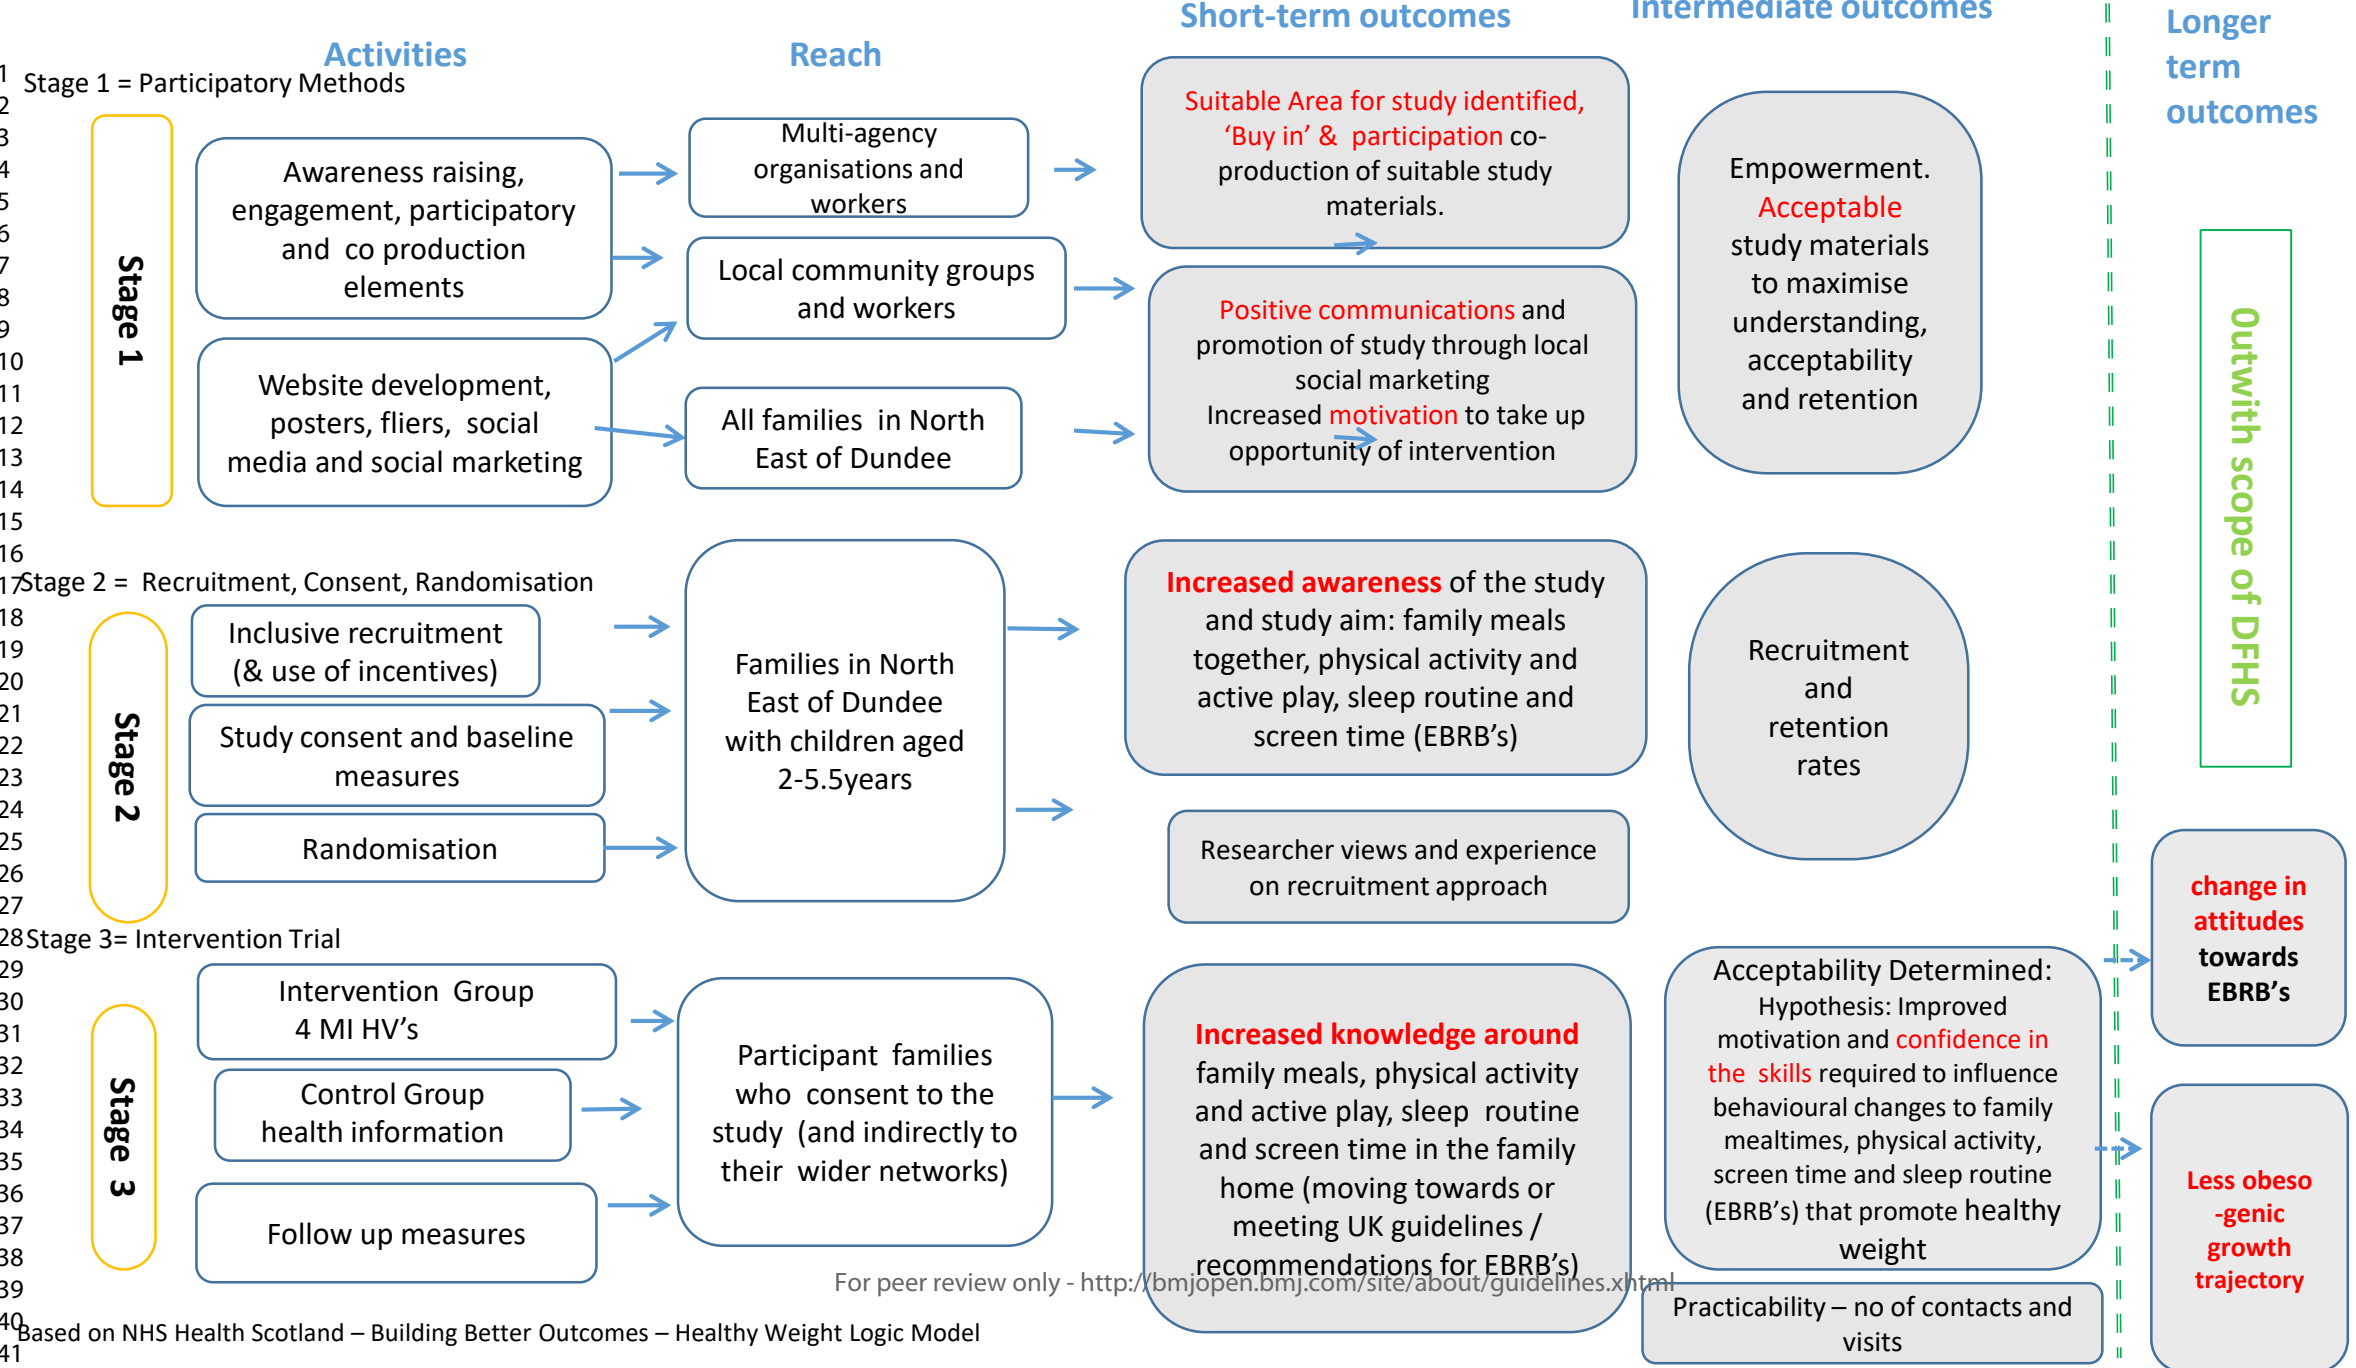 Activities
Reach
Short-term outcomes
Intermediate outcomes
Longer
term
outcomes
Stage 1 = Participatory Methods
Stage 1
Awareness raising,
engagement, participatory
and co production
elements
Website development,
posters, fliers, social
media and social marketing
Multi-agency
organisations and
workers
Local community groups
and workers
All families in North
East of Dundee
Suitable Area for study identified,
‘Buy in’ & participation co-
production of suitable study
materials.
Positive communications and
promotion of study through local
social marketing
Increased motivation to take up
opportunity of intervention
Empowerment.
Acceptable
study materials
to maximise
understanding,
acceptability
and retention
0utwith scope of DFHS
Stage 2 = Recruitment, Consent, Randomisation
Stage 2
Inclusive recruitment
(& use of incentives)
Study consent and baseline
measures
Randomisation
Families in North
East of Dundee
with children aged
2-5.5years
Increased awareness of the study
and study aim: family meals
together, physical activity and
active play, sleep routine and
screen time (EBRB’s)
Researcher views and experience
on recruitment approach
Recruitment
and
retention
rates
Stage 3= Intervention Trial
Stage 3
Intervention Group
4 MI HV’s
Control Group
health information
Follow up measures
Participant families
who consent to the
study (and indirectly to
their wider networks)
Increased knowledge around
family meals, physical activity
and active play, sleep routine
and screen time in the family
home (moving towards or
meeting UK guidelines /
recommendations for EBRB’s)
Acceptability Determined:
Hypothesis: Improved
motivation and confidence in
the skills required to influence
behavioural changes to family
mealtimes, physical activity,
screen time and sleep routine
(EBRB’s) that promote healthy
weight
Practicability – no of contacts and
visits
change in
attitudes
towards
EBRB’s
Less obeso
-genic
growth
trajectory
For peer review only - http://bmjopen.bmj.com/site/about/guidelines.xhtml
Based on NHS Health Scotland – Building Better Outcomes – Healthy Weight Logic Model
1
2
3
4
5
6
7
8
9
10
11
12
13
14
15
16
17
18
19
20
21
22
23
24
25
26
27
28
29
30
31
32
33
34
35
36
37
38
39
40
41